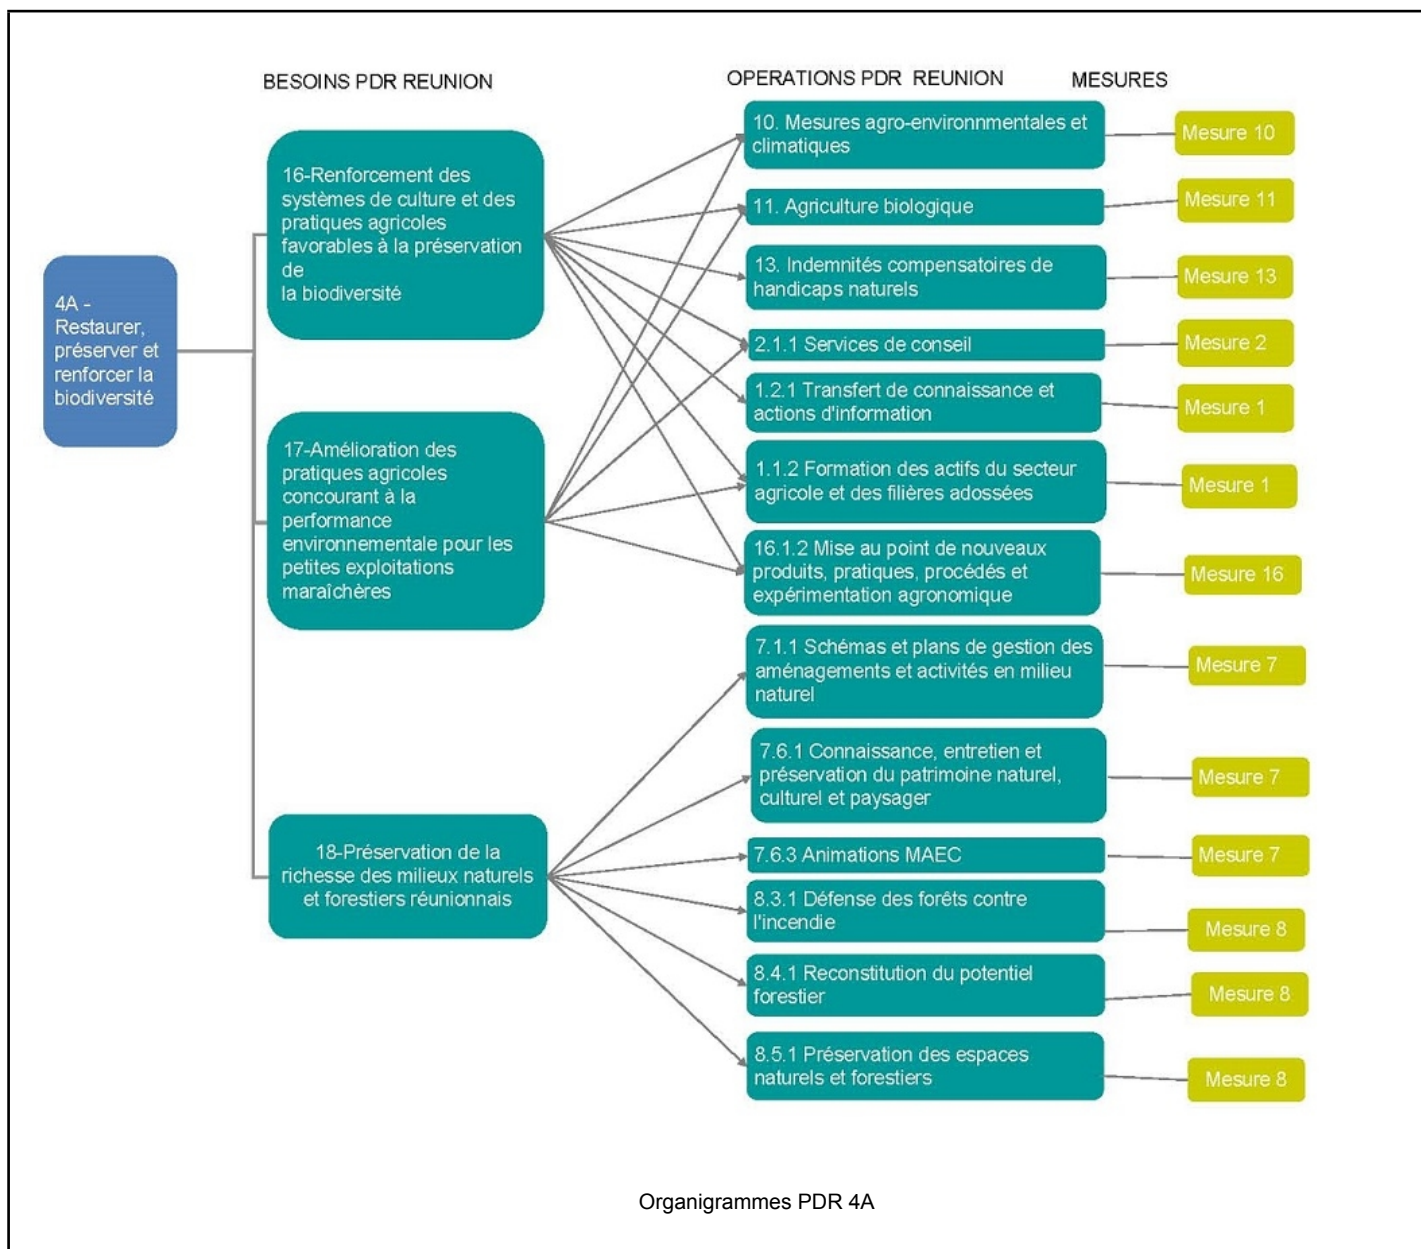 BESOINS PDR REUNION
OPERATIONS PDR REUNION
MESURES
4A -
Restaurer,
préserver et
renforcer la
biodiversité
16-Renforcement des
systèmes de culture et des
pratiques agricoles
favorables à la préservation
de
la biodiversité
17-Amélioration des
pratiques agricoles
concourant à la
performance
environnementale pour les
petites exploitations
maraîchères
18-Préservation de la
richesse des milieux naturels
et forestiers réunionnais
10. Mesures agro-environnmentales et
climatiques
Mesure 10
11. Agriculture biologique
Mesure 11
13. Indemnités compensatoires de
handicaps naturels
Mesure 13
2.1.1 Services de conseil
Mesure 2
1.2.1 Transfert de connaissance et
actions d'information
Mesure 1
1.1.2 Formation des actifs du secteur
agricole et des filières adossées
Mesure 1
16.1.2 Mise au point de nouveaux
produits, pratiques, procédés et
expérimentation agronomique
Mesure 16
7.1.1 Schémas et plans de gestion des
aménagements et activités en milieu
naturel
Mesure 7
7.6.1 Connaissance, entretien et
préservation du patrimoine naturel,
culturel et paysager
Mesure 7
7.6.3 Animations MAEC
Mesure 7
8.3.1 Défense des forêts contre
l'incendie
Mesure 8
8.4.1 Reconstitution du potentiel
forestier
Mesure 8
8.5.1 Préservation des espaces
naturels et forestiers
Mesure 8
Organigrammes PDR 4A